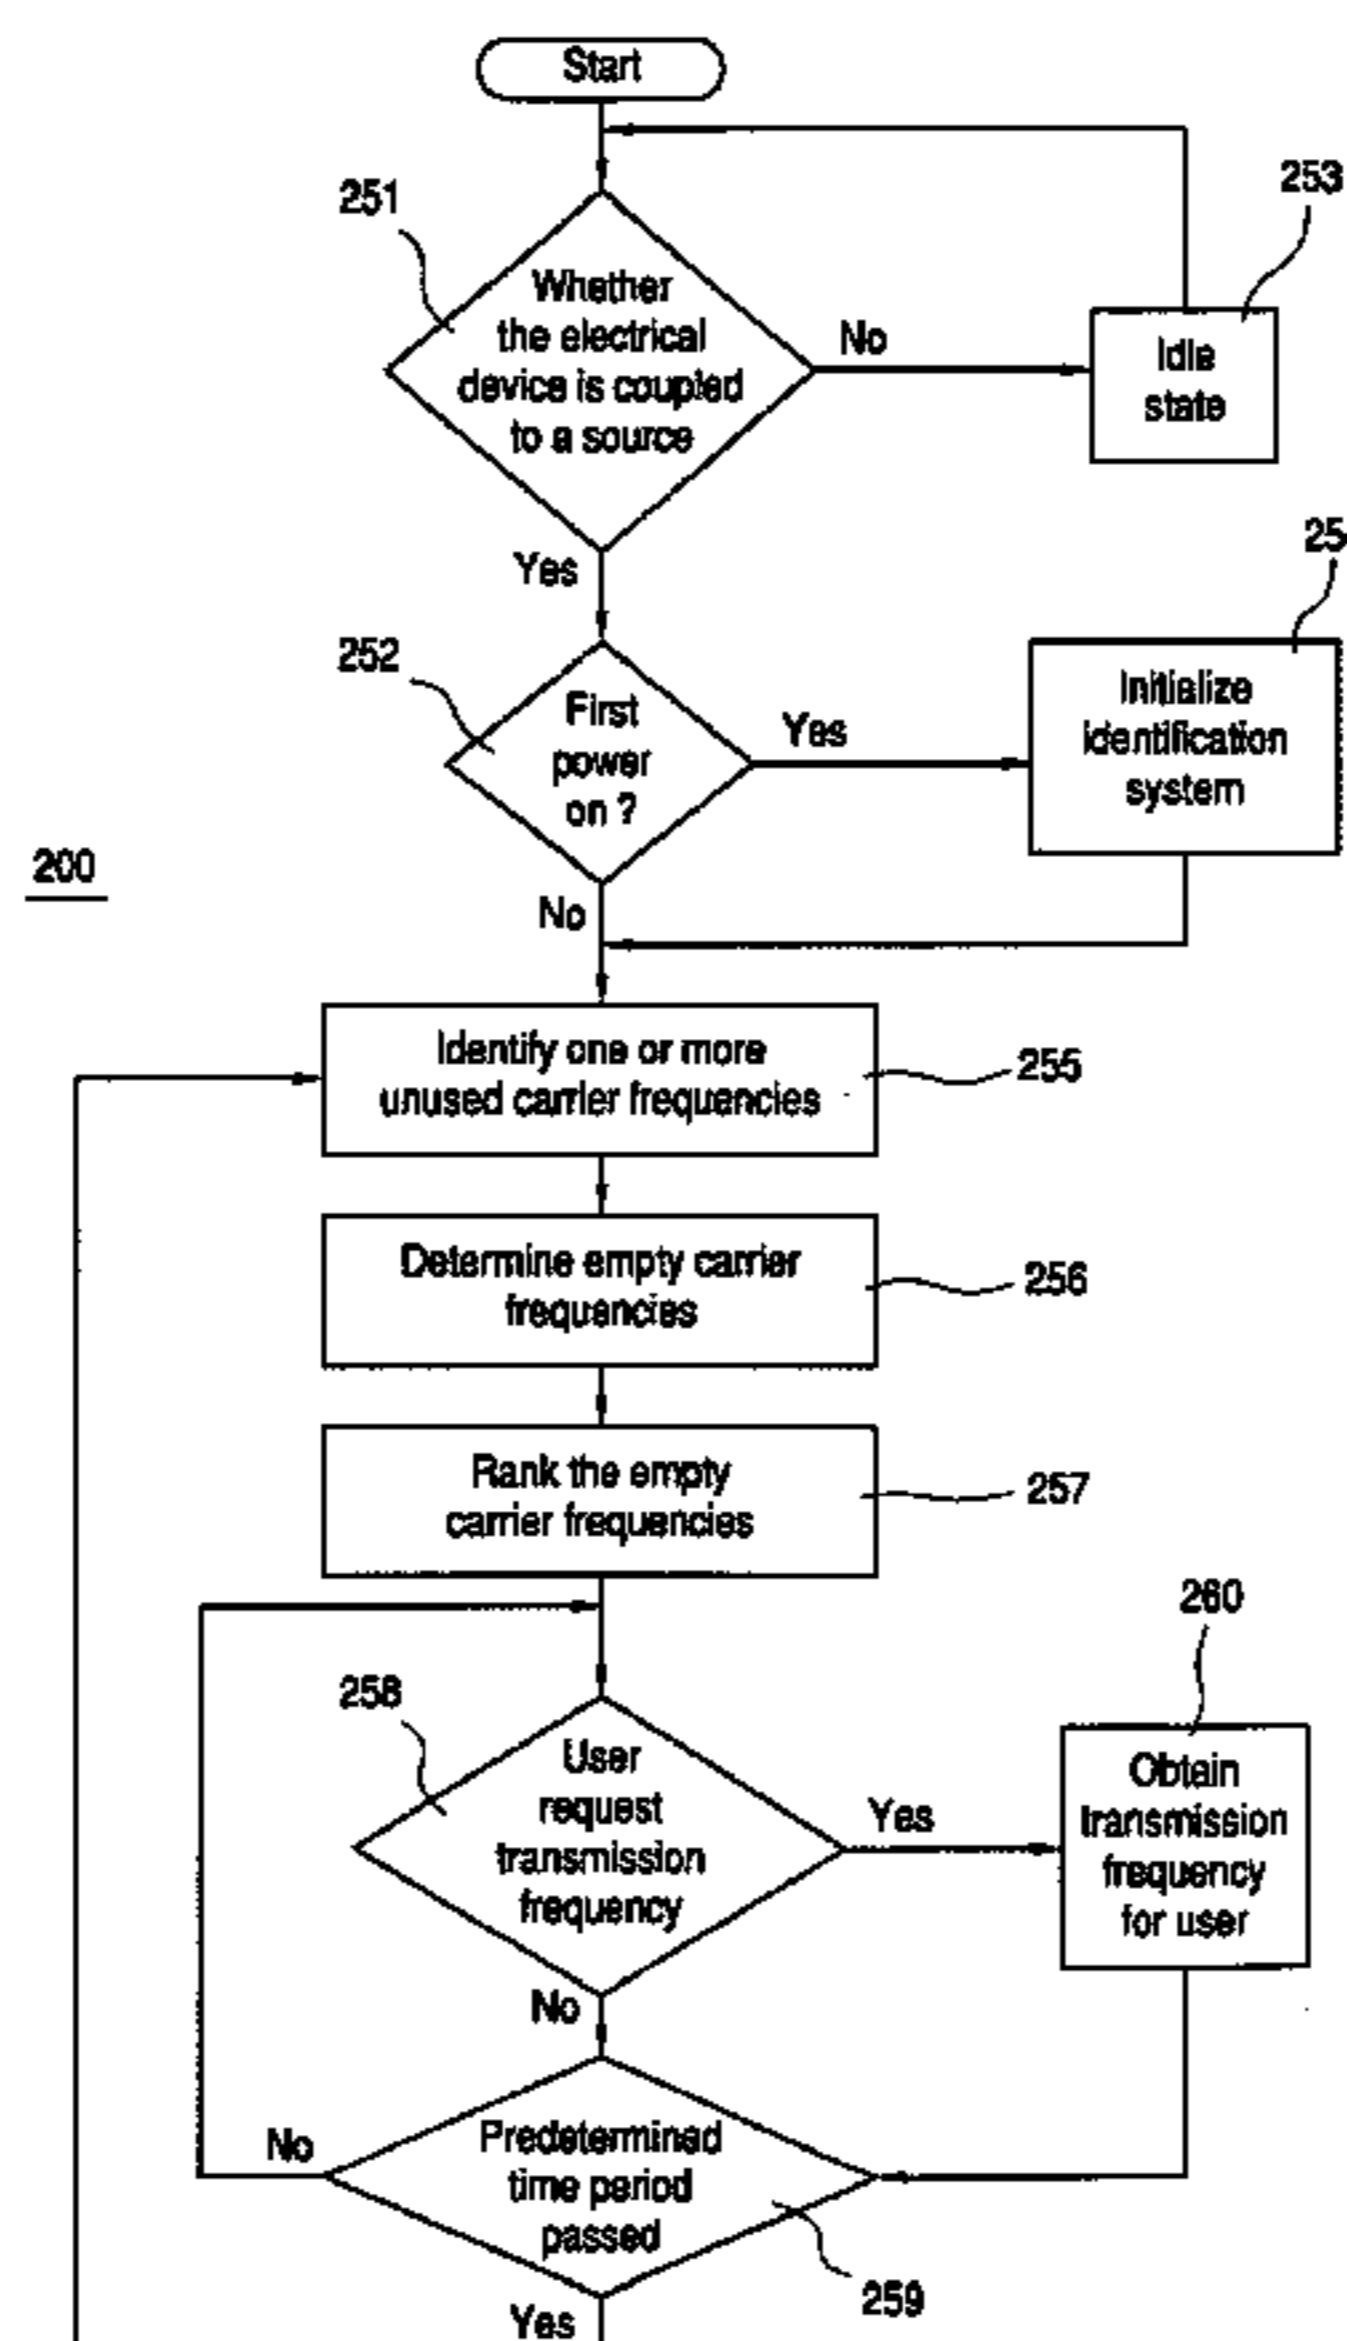 Start
251
Whether
the electrical
device is coupled
to a source
No
253
Idle
state
Yes
252
First
power
on ?
Yes
25
Initialize
identification
system
200
No
Identify one or more
unused carrier frequencies
255
Determine empty carrier
frequencies
256
Rank the empty
carrier frequencies
257
258
User
request
transmission
frequency
Yes
260
Obtain
transmission
frequency
for user
No
No
Predetermined
time period
passed
259
Yes